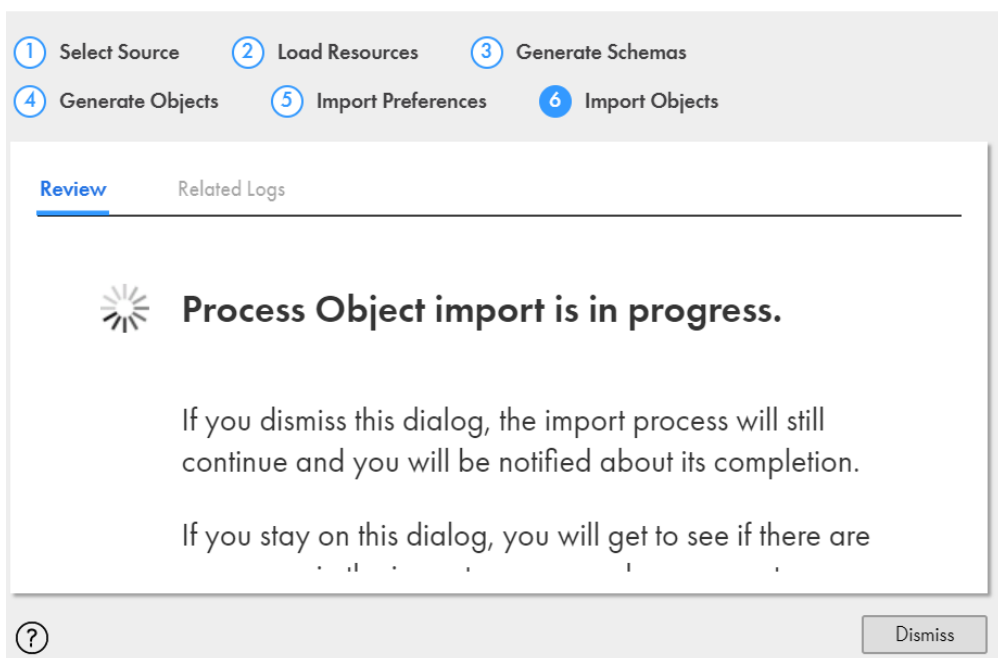 1 Select Source 2 Load Resources 3 Generate Schemas
4 Generate Objects 5 Import Preferences 6 Import Objects
Review Related Logs
Process Object import is in progress.
If you dismiss this dialog, the import process will still
continue and you will be notified about its completion.
If you stay on this dialog, you will get to see if there are
? Dismiss